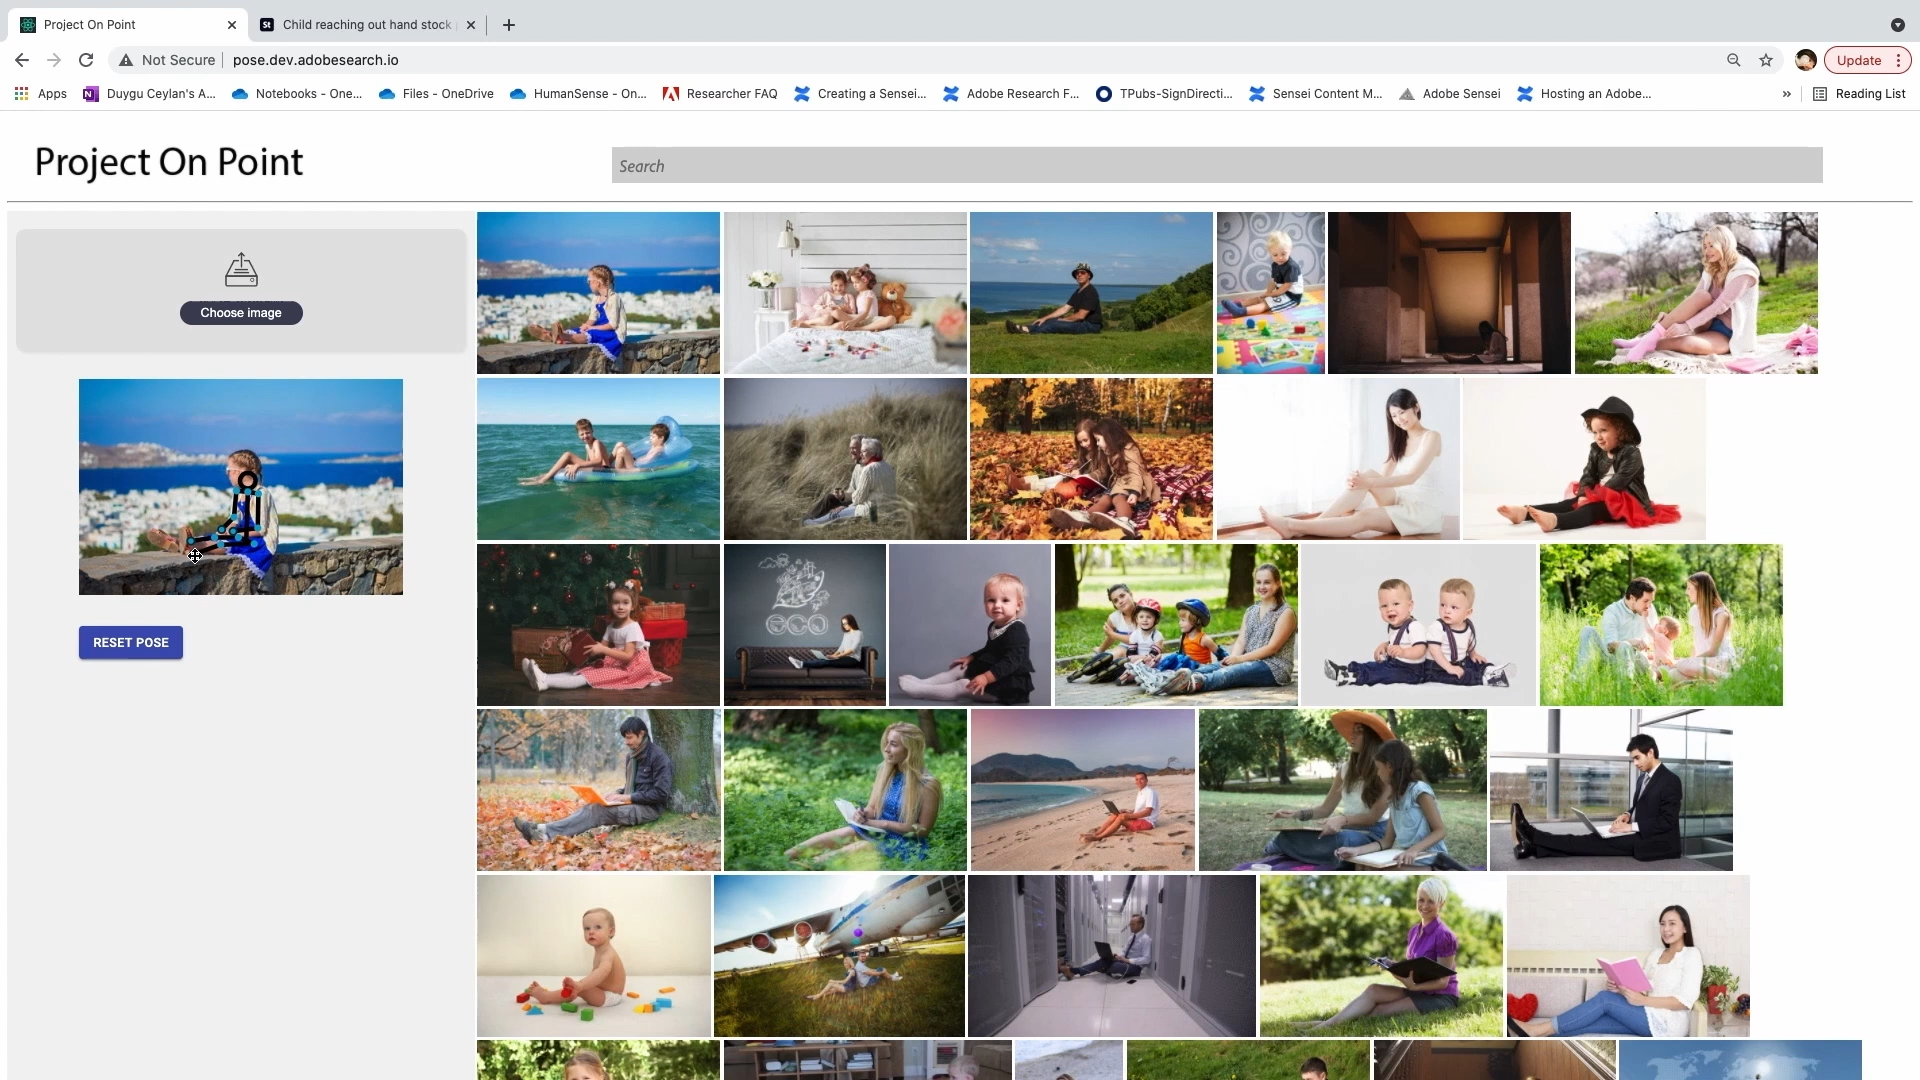 Project On Point
St Child reaching out hand stock
Not Secure pose.dev.adobesearch.io
Update
Apps
N Duygu Ceylan's A...
Notebooks - One...
Files - OneDrive
HumanSense - On...
Researcher FAQ
Creating a Sensei...
Adobe Research F...
TPubs-SignDirecti...
Sensei Content M...
Adobe Sensei
Hosting an Adobe...
»
Reading List
Project On Point
Search
Choose image
RESET POSE
ECO